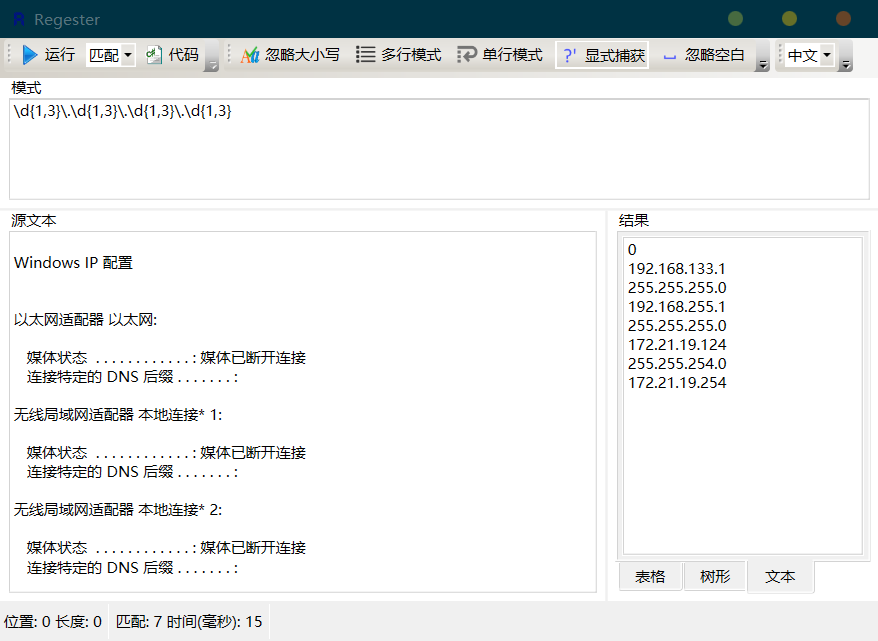 R Regester
运行 匹配 代码 忽略大小写 多行模式 单行模式 ?' 显式捕获 忽略空白 中文
模式
\d{1,3}\.\d{1,3}\.\d{1,3}\.\d{1,3}
源文本
Windows IP 配置
以太网适配器 以太网:
媒体状态 . . . . . . . . . . . . : 媒体已断开连接
连接特定的 DNS 后缀 . . . . . . . :
无线局域网适配器 本地连接* 1:
媒体状态 . . . . . . . . . . . . : 媒体已断开连接
连接特定的 DNS 后缀 . . . . . . . :
无线局域网适配器 本地连接* 2:
媒体状态 . . . . . . . . . . . . : 媒体已断开连接
连接特定的 DNS 后缀 . . . . . . . :
结果
0
192.168.133.1
255.255.255.0
192.168.255.1
255.255.255.0
172.21.19.124
255.255.254.0
172.21.19.254
表格 树形 文本
位置: 0 长度: 0 匹配: 7 时间(毫秒): 15